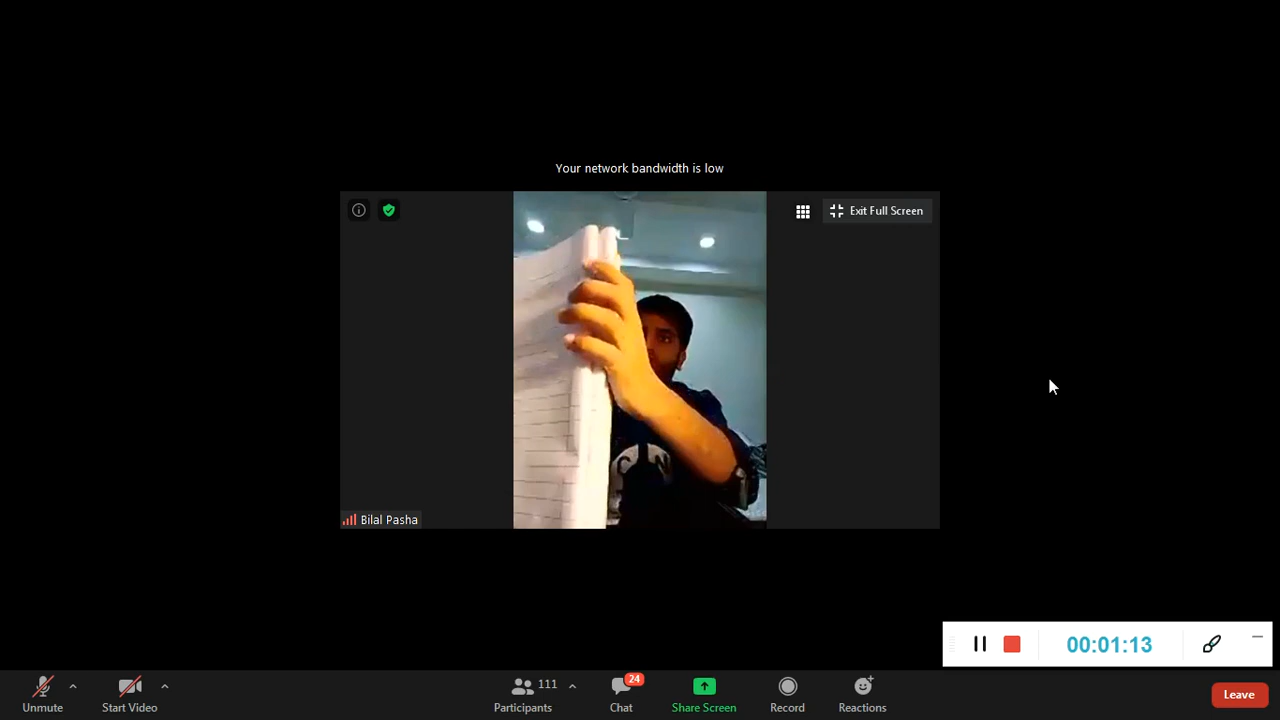 Your network bandwidth is low
Exit Full Screen
Bilal Pasha
00:01:13
Unmute
Start Video
111
Participants
24
Chat
Share Screen
Record
Reactions
Leave